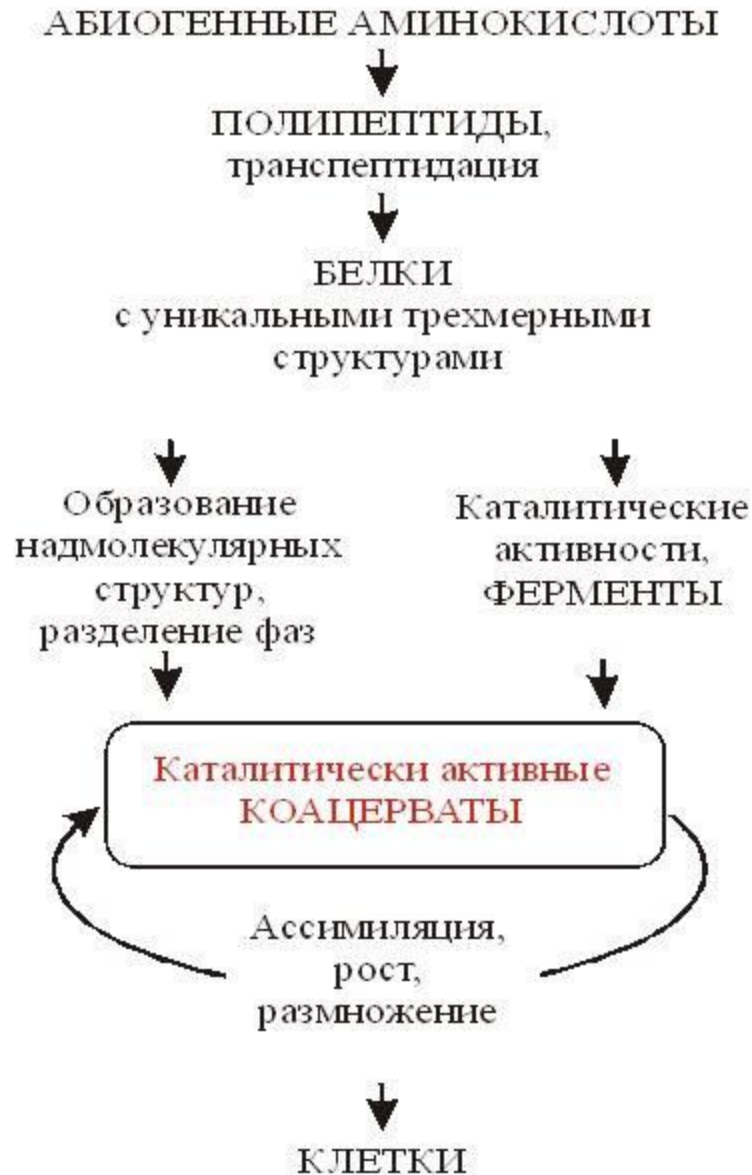 АБИОГЕННЫЕ АМИНОКИСЛОТЫ
ПОЛИПЕПТИДЫ,
транспептидация
БЕЛКИ
с уникальными трехмерными
структурами
Образование
надмолекулярных
структур,
разделение фаз
Каталитические
активности,
ФЕРМЕНТЫ
Каталитически активные
КОАЦЕРВАТЫ
Ассимиляция,
рост,
размножение
КЛЕТКИ